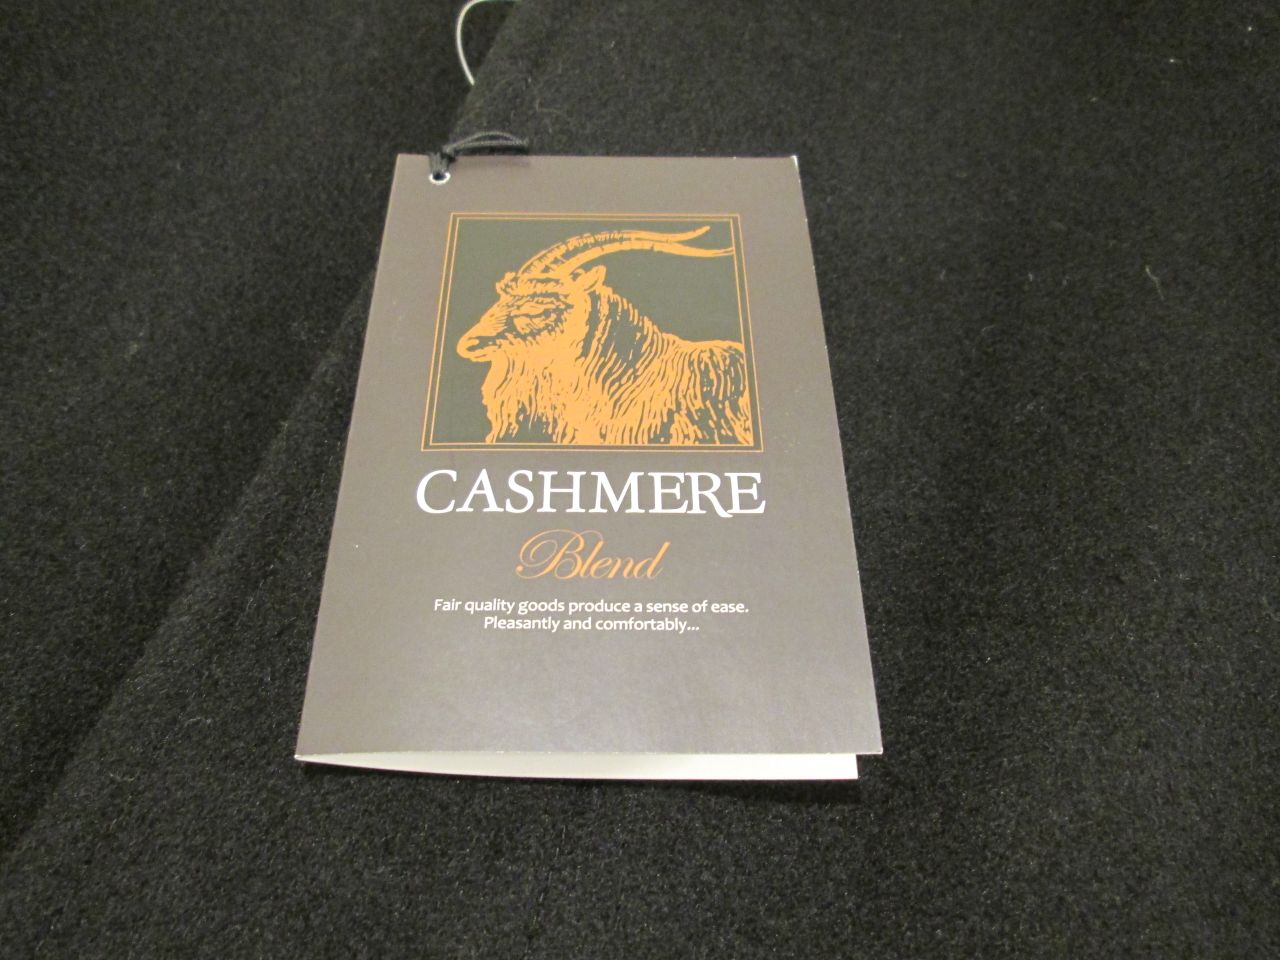 CASHMERE
Blend
Fair quality goods produce a sense of ease.
Pleasantly and comfortably...